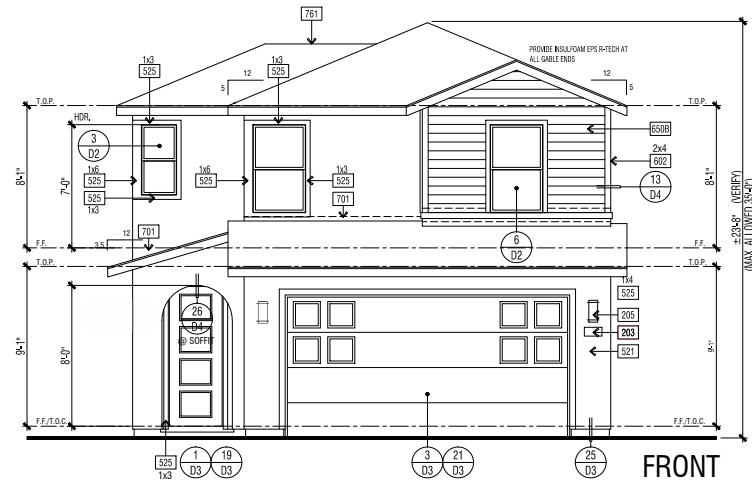 761
PROVIDE INSULFOAM EPS R-TECH AT
ALL GABLE ENDS
1x3
525
1x3
525
12
5
12
5
T.O.P.
T.O.P.
HDR.
3
D2
650B
2x4
602
8'-1"
7'-0"
1x6
525
525
1x3
1x6
525
1x3
525
13
D4
8'-1"
±23'-8" (VERIFY)
(MAX. ALLOWED 35'-0")
701
701
12
3.5
6
D2
F.F.
F.F.
T.O.P.
T.O.P.
1x4
525
205
203
521
26
D4
@ SOFFIT
9'-1"
8'-0"
9'-1"
F.F./T.O.C.
F.F./T.O.C.
525
1x3
1
D3
19
D3
3
D3
21
D3
25
D3
FRONT